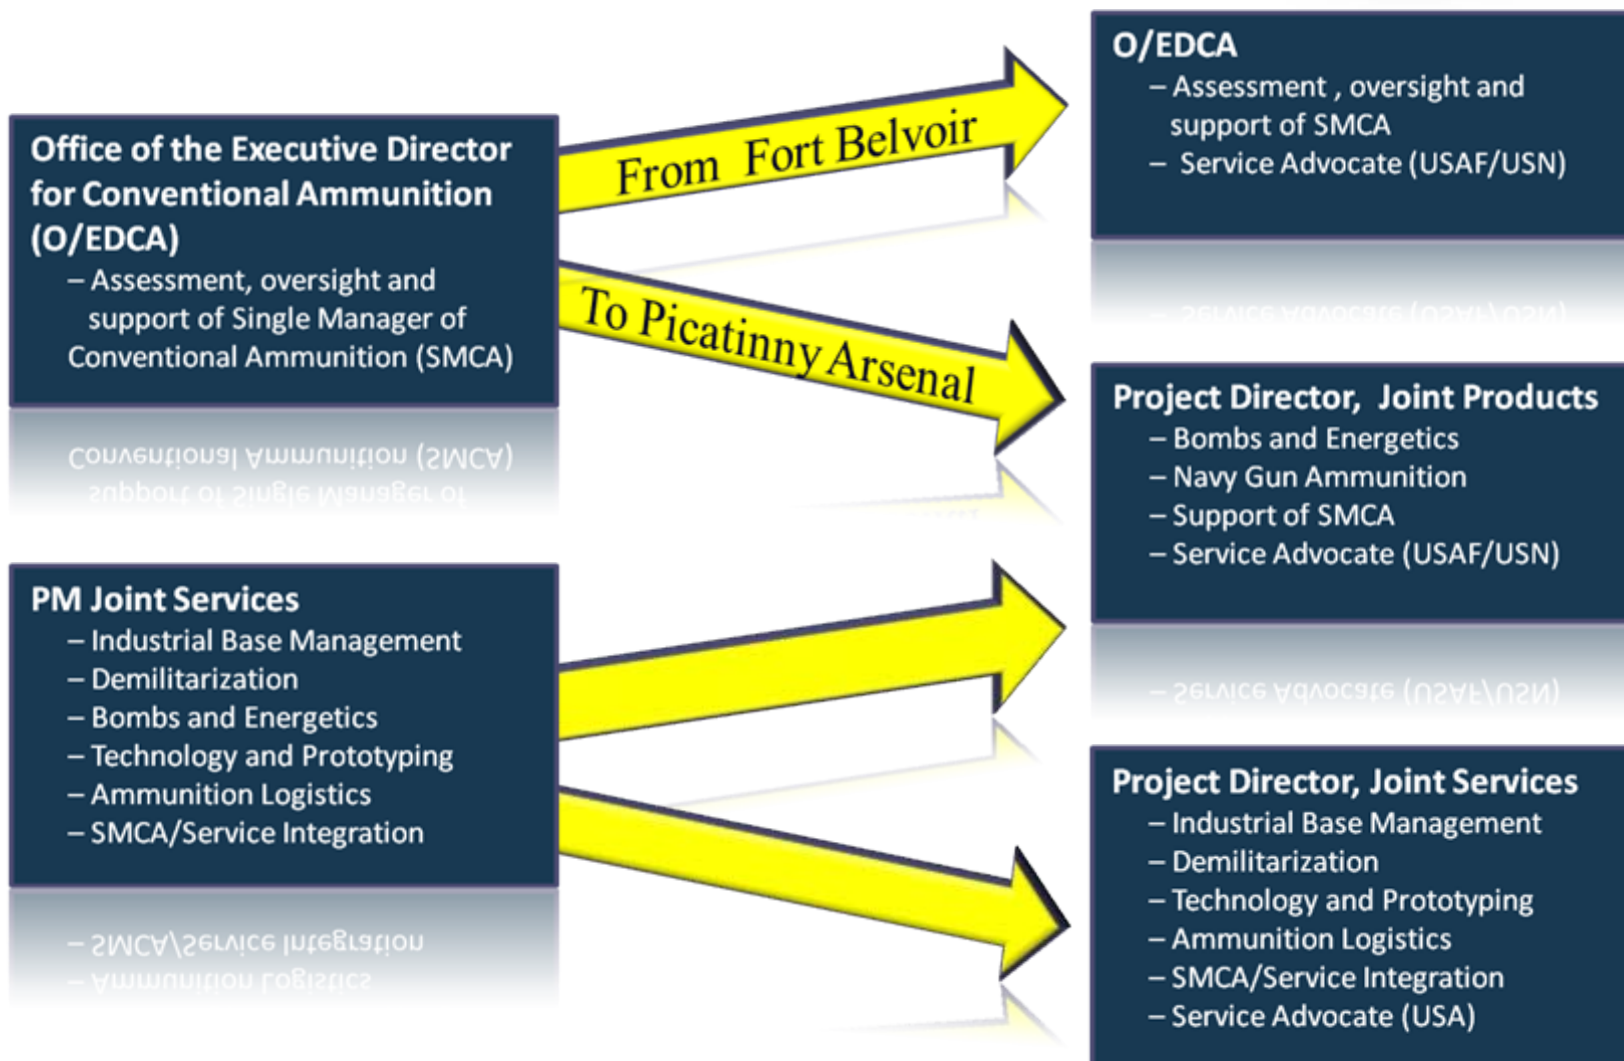 Office of the Executive Director
for Conventional Ammunition
(O/EDCA)
– Assessment, oversight and
support of Single Manager of
Conventional Ammunition (SMCA)
PM Joint Services
– Industrial Base Management
– Demilitarization
– Bombs and Energetics
– Technology and Prototyping
– Ammunition Logistics
– SMCA/Service Integration
From Fort Belvoir
To Picatinny Arsenal
O/EDCA
– Assessment , oversight and
support of SMCA
– Service Advocate (USAF/USN)
Project Director, Joint Products
– Bombs and Energetics
– Navy Gun Ammunition
– Support of SMCA
– Service Advocate (USAF/USN)
Project Director, Joint Services
– Industrial Base Management
– Demilitarization
– Technology and Prototyping
– Ammunition Logistics
– SMCA/Service Integration
– Service Advocate (USA)